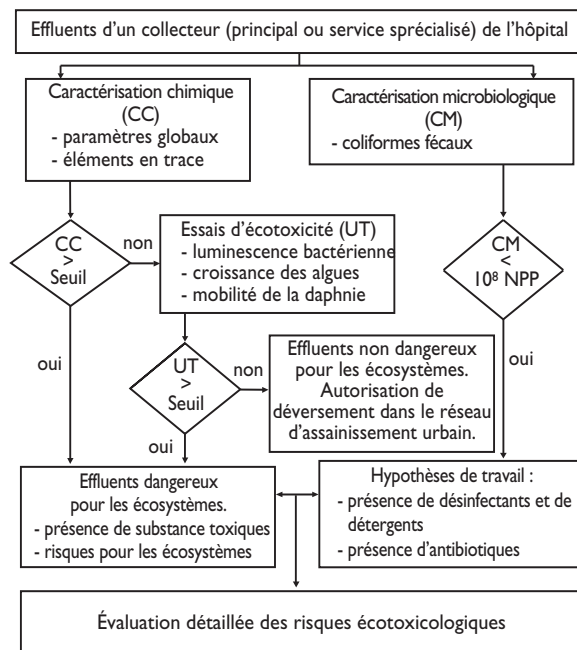 Effluents d'un collecteur (principal ou service sprécialisé) de l'hôpital
Caractérisation chimique
(CC)
- paramètres globaux
- éléments en trace
Caractérisation microbiologique
(CM)
- coliformes fécaux
CC
>
Seuil
non
oui
Essais d'écotoxicité (UT)
- luminescence bactérienne
- croissance des algues
- mobilité de la daphnie
CM
<
10⁸ NPP
oui
UT
>
Seuil
non
oui
Effluents non dangereux
pour les écosystèmes.
Autorisation de
déversement dans le réseau
d'assainissement urbain.
Effluents dangereux
pour les écosystèmes.
- présence de substance toxiques
- risques pour les écosystèmes
Hypothèses de travail :
- présence de désinfectants et de
détergents
- présence d'antibiotiques
Évaluation détaillée des risques écotoxicologiques